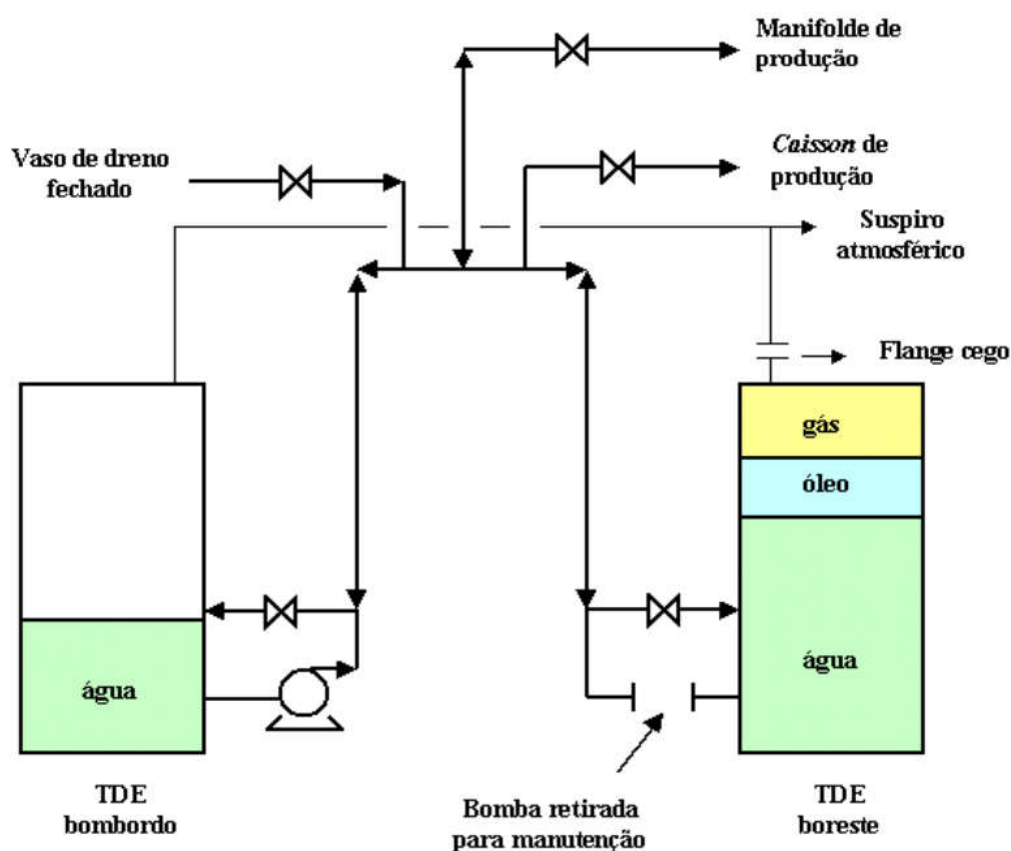 Manifolde de
produção
Vaso de dreno
fechado
Caisson de
produção
Suspiro
atmosférico
Flange cego
gás
óleo
água
água
TDE
bombordo
Bomba retirada
para manutenção
TDE
boreste